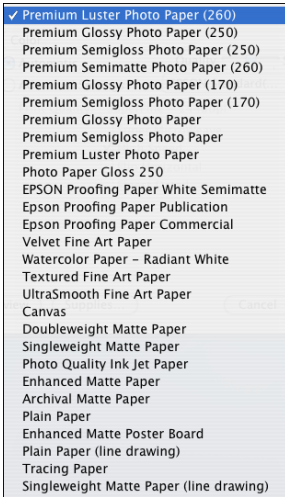 ✓ Premium Luster Photo Paper (260)
Premium Glossy Photo Paper (250)
Premium Semigloss Photo Paper (250)
Premium Semimatte Photo Paper (260)
Premium Glossy Photo Paper (170)
Premium Semigloss Photo Paper (170)
Premium Glossy Photo Paper
Premium Semigloss Photo Paper
Premium Luster Photo Paper
Photo Paper Gloss 250
EPSON Proofing Paper White Semimatte
Epson Proofing Paper Publication
Epson Proofing Paper Commercial
Velvet Fine Art Paper
Watercolor Paper - Radiant White
Textured Fine Art Paper
UltraSmooth Fine Art Paper
Canvas
Cancel
Doubleweight Matte Paper
Singleweight Matte Paper
Photo Quality Ink Jet Paper
Enhanced Matte Paper
Archival Matte Paper
Plain Paper
Enhanced Matte Poster Board
Plain Paper (line drawing)
Tracing Paper
Singleweight Matte Paper (line drawing)